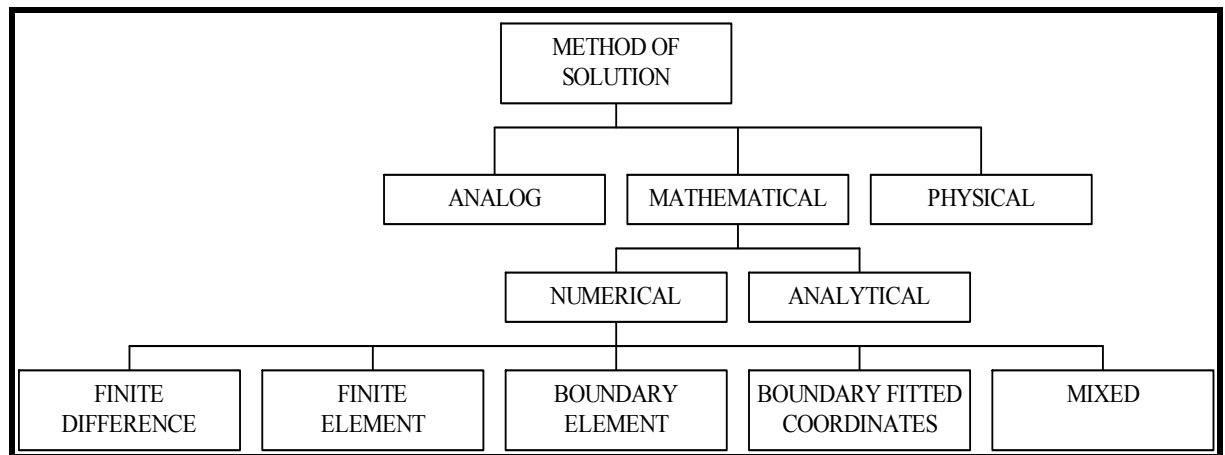 METHOD OF
SOLUTION
ANALOG
MATHEMATICAL
PHYSICAL
NUMERICAL
ANALYTICAL
FINITE
DIFFERENCE
FINITE
ELEMENT
BOUNDARY
ELEMENT
BOUNDARY FITTED
COORDINATES
MIXED